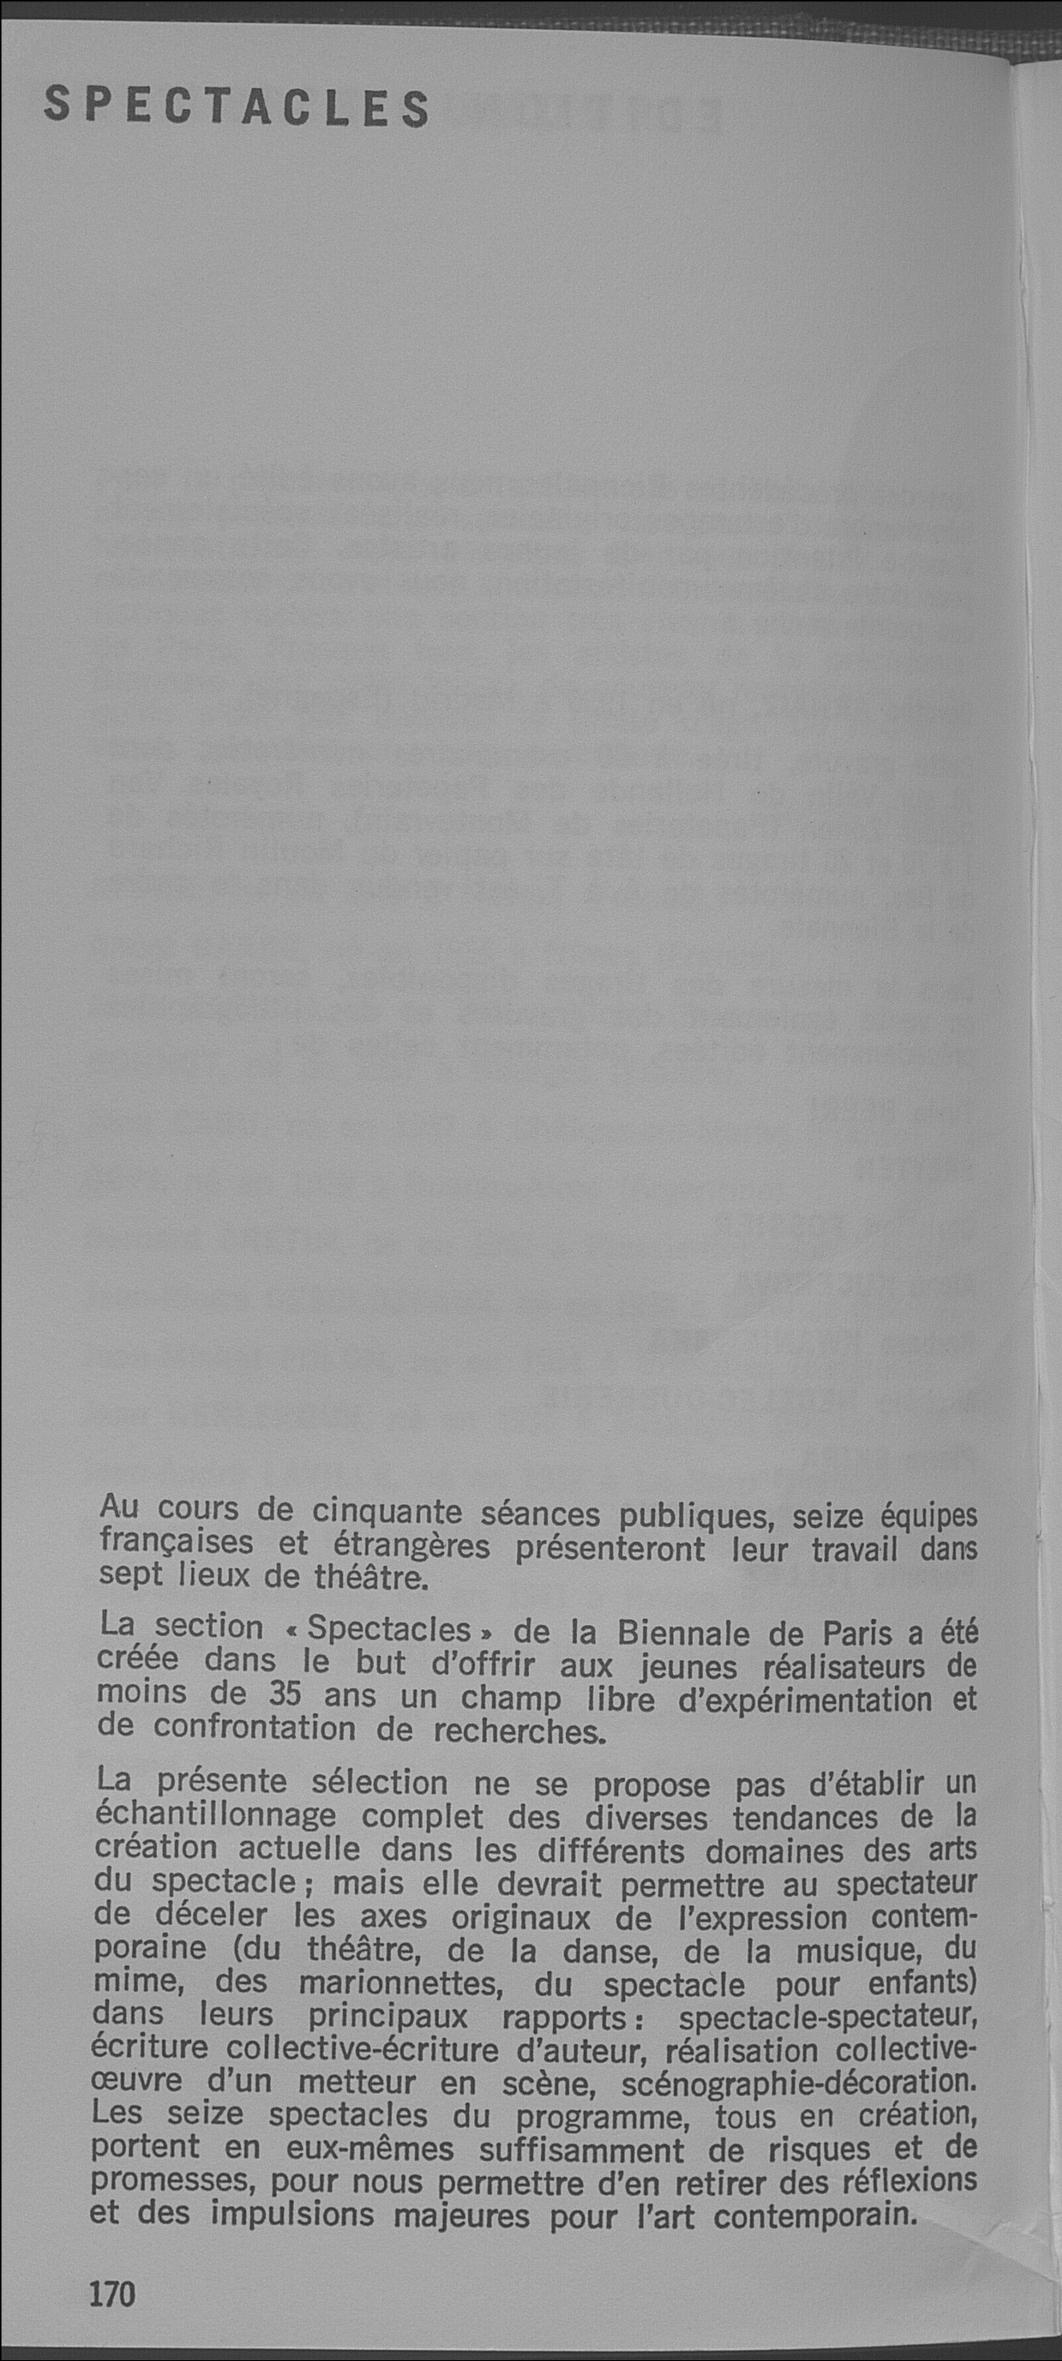 SPECTACLES
Au cours de cinquante séances publiques, seize équipes
françaises et étrangères présenteront leur travail dans
sept lieux de théâtre.
La section « Spectacles » de la Biennale de Paris a été
créée dans le but d'offrir aux jeunes réalisateurs de
moins de 35 ans un champ libre d'expérimentation et
de confrontation de recherches.
La présente sélection ne se propose pas d'établir un
échantillonnage complet des diverses tendances de la
création actuelle dans les différents domaines des arts
du spectacle ; mais elle devrait permettre au spectateur
de déceler les axes originaux de l'expression contem-
poraine (du théâtre, de la danse, de la musique, du
mime, des marionnettes, du spectacle pour enfants)
dans leurs principaux rapports : spectacle-spectateur,
écriture collective-écriture d'auteur, réalisation collective-
œuvre d'un metteur en scène, scénographie-décoration.
Les seize spectacles du programme, tous en création,
portent en eux-mêmes suffisamment de risques et de
promesses, pour nous permettre d'en retirer des réflexions
et des impulsions majeures pour l'art contemporain.
170